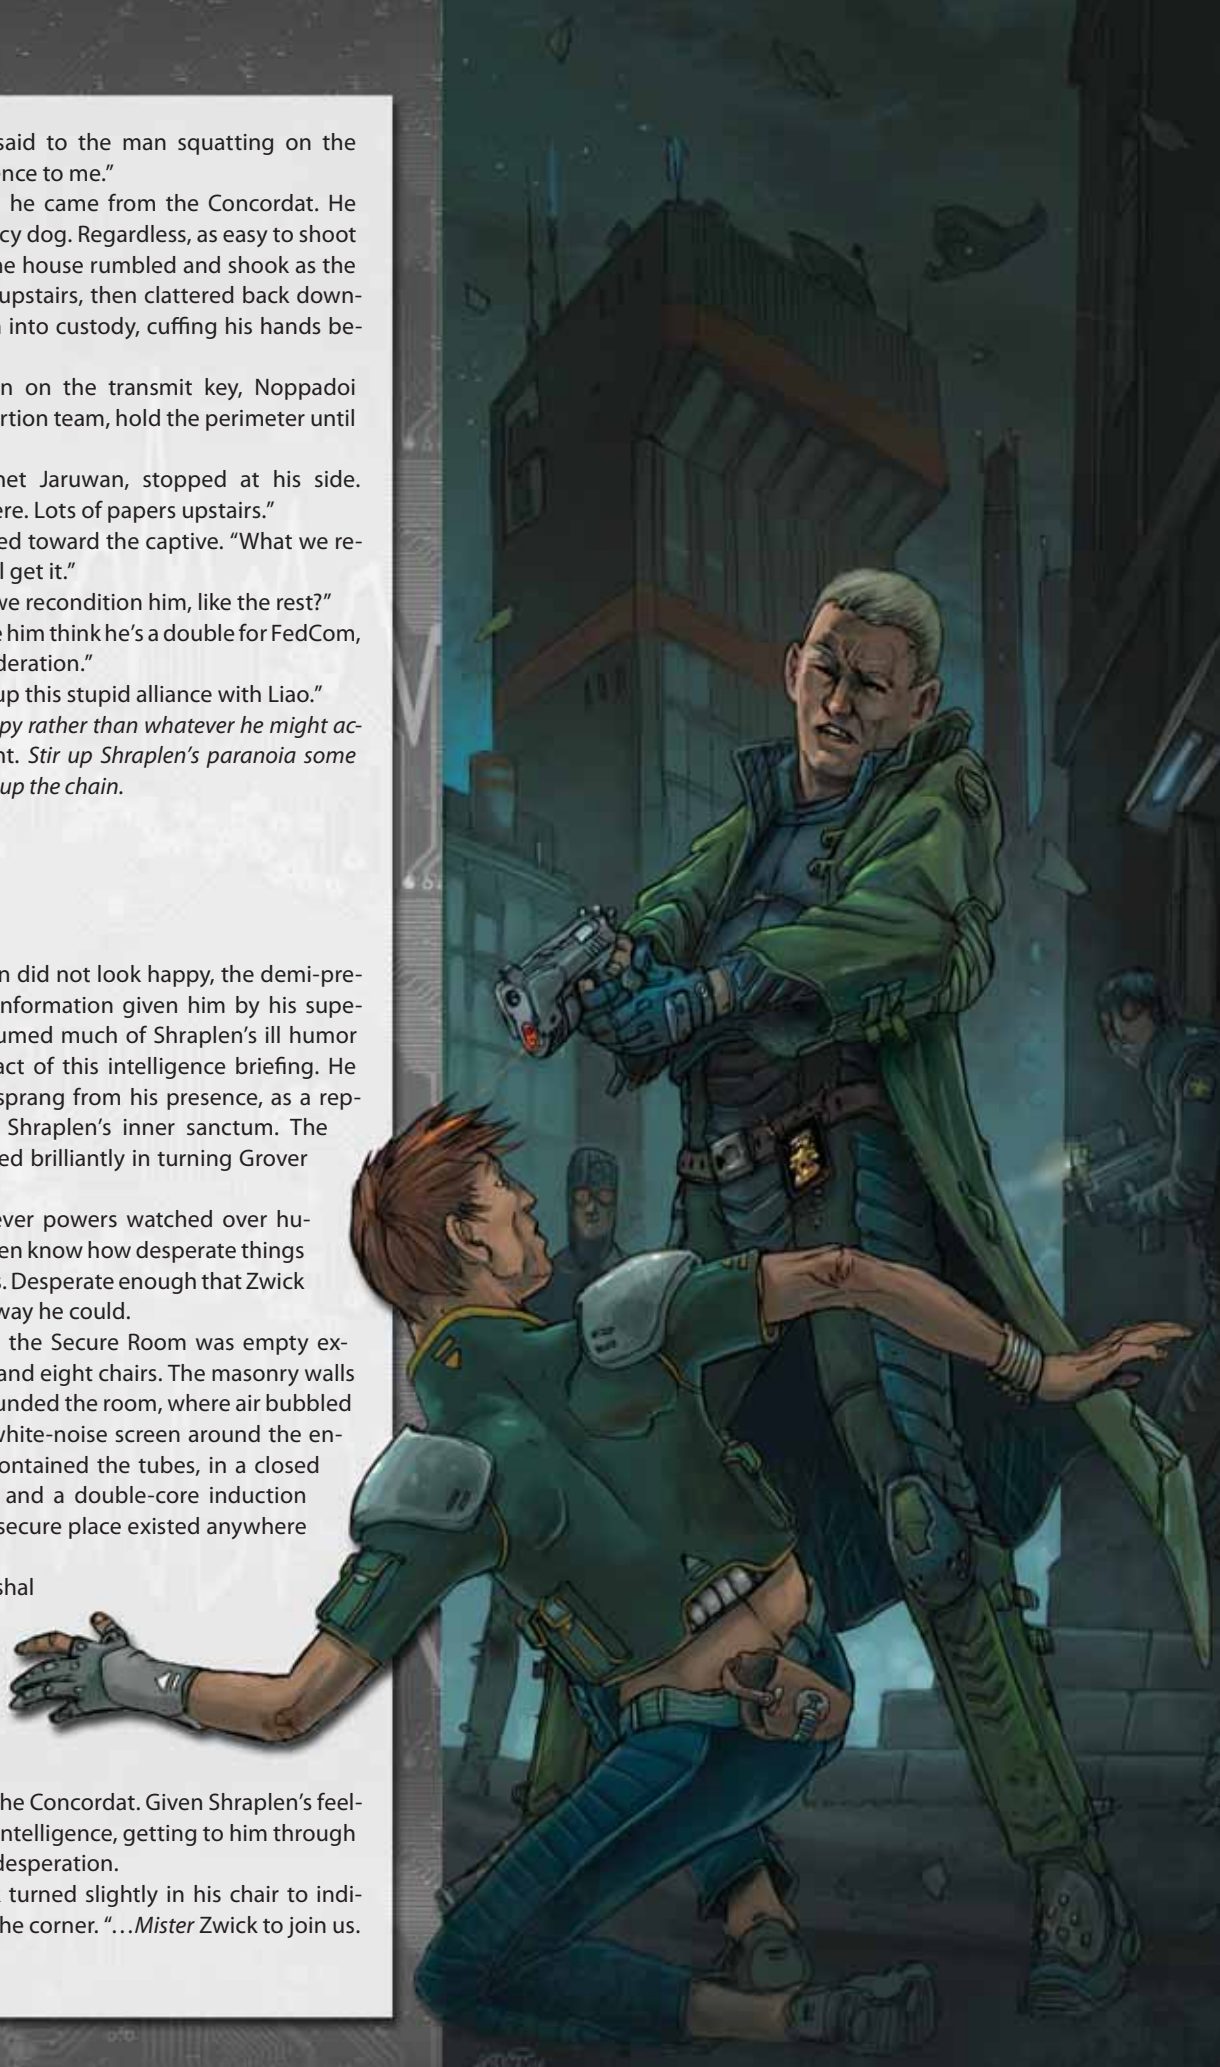 said to the man squatting on the
nce to me.”
he came from the Concordat. He
cy dog. Regardless, as easy to shoot
ne house rumbled and shook as the
upstairs, then clattered back down-
into custody, cuffing his hands be-
n on the transmit key, Noppadoi
rtion team, hold the perimeter until
net Jaruwan, stopped at his side.
ere. Lots of papers upstairs.”
ed toward the captive. “What we re-
l get it.”
we recondition him, like the rest?”
e him think he’s a double for FedCom,
deration.”
up this stupid alliance with Liao.”
py rather than whatever he might ac-
nt. Stir up Shraplen’s paranoia some
up the chain.
n did not look happy, the demi-pre-
nformation given him by his supe-
umed much of Shraplen’s ill humor
act of this intelligence briefing. He
sprang from his presence, as a rep-
Shraplen’s inner sanctum. The
ed brilliantly in turning Grover
ever powers watched over hu-
en know how desperate things
s. Desperate enough that Zwick
way he could.
the Secure Room was empty ex-
and eight chairs. The masonry walls
unded the room, where air bubbled
white-noise screen around the en-
ontained the tubes, in a closed
and a double-core induction
secure place existed anywhere
shal
he Concordat. Given Shraplen’s feel-
ntelligence, getting to him through
desperation.
turned slightly in his chair to indi-
he corner. “…Mister Zwick to join us.